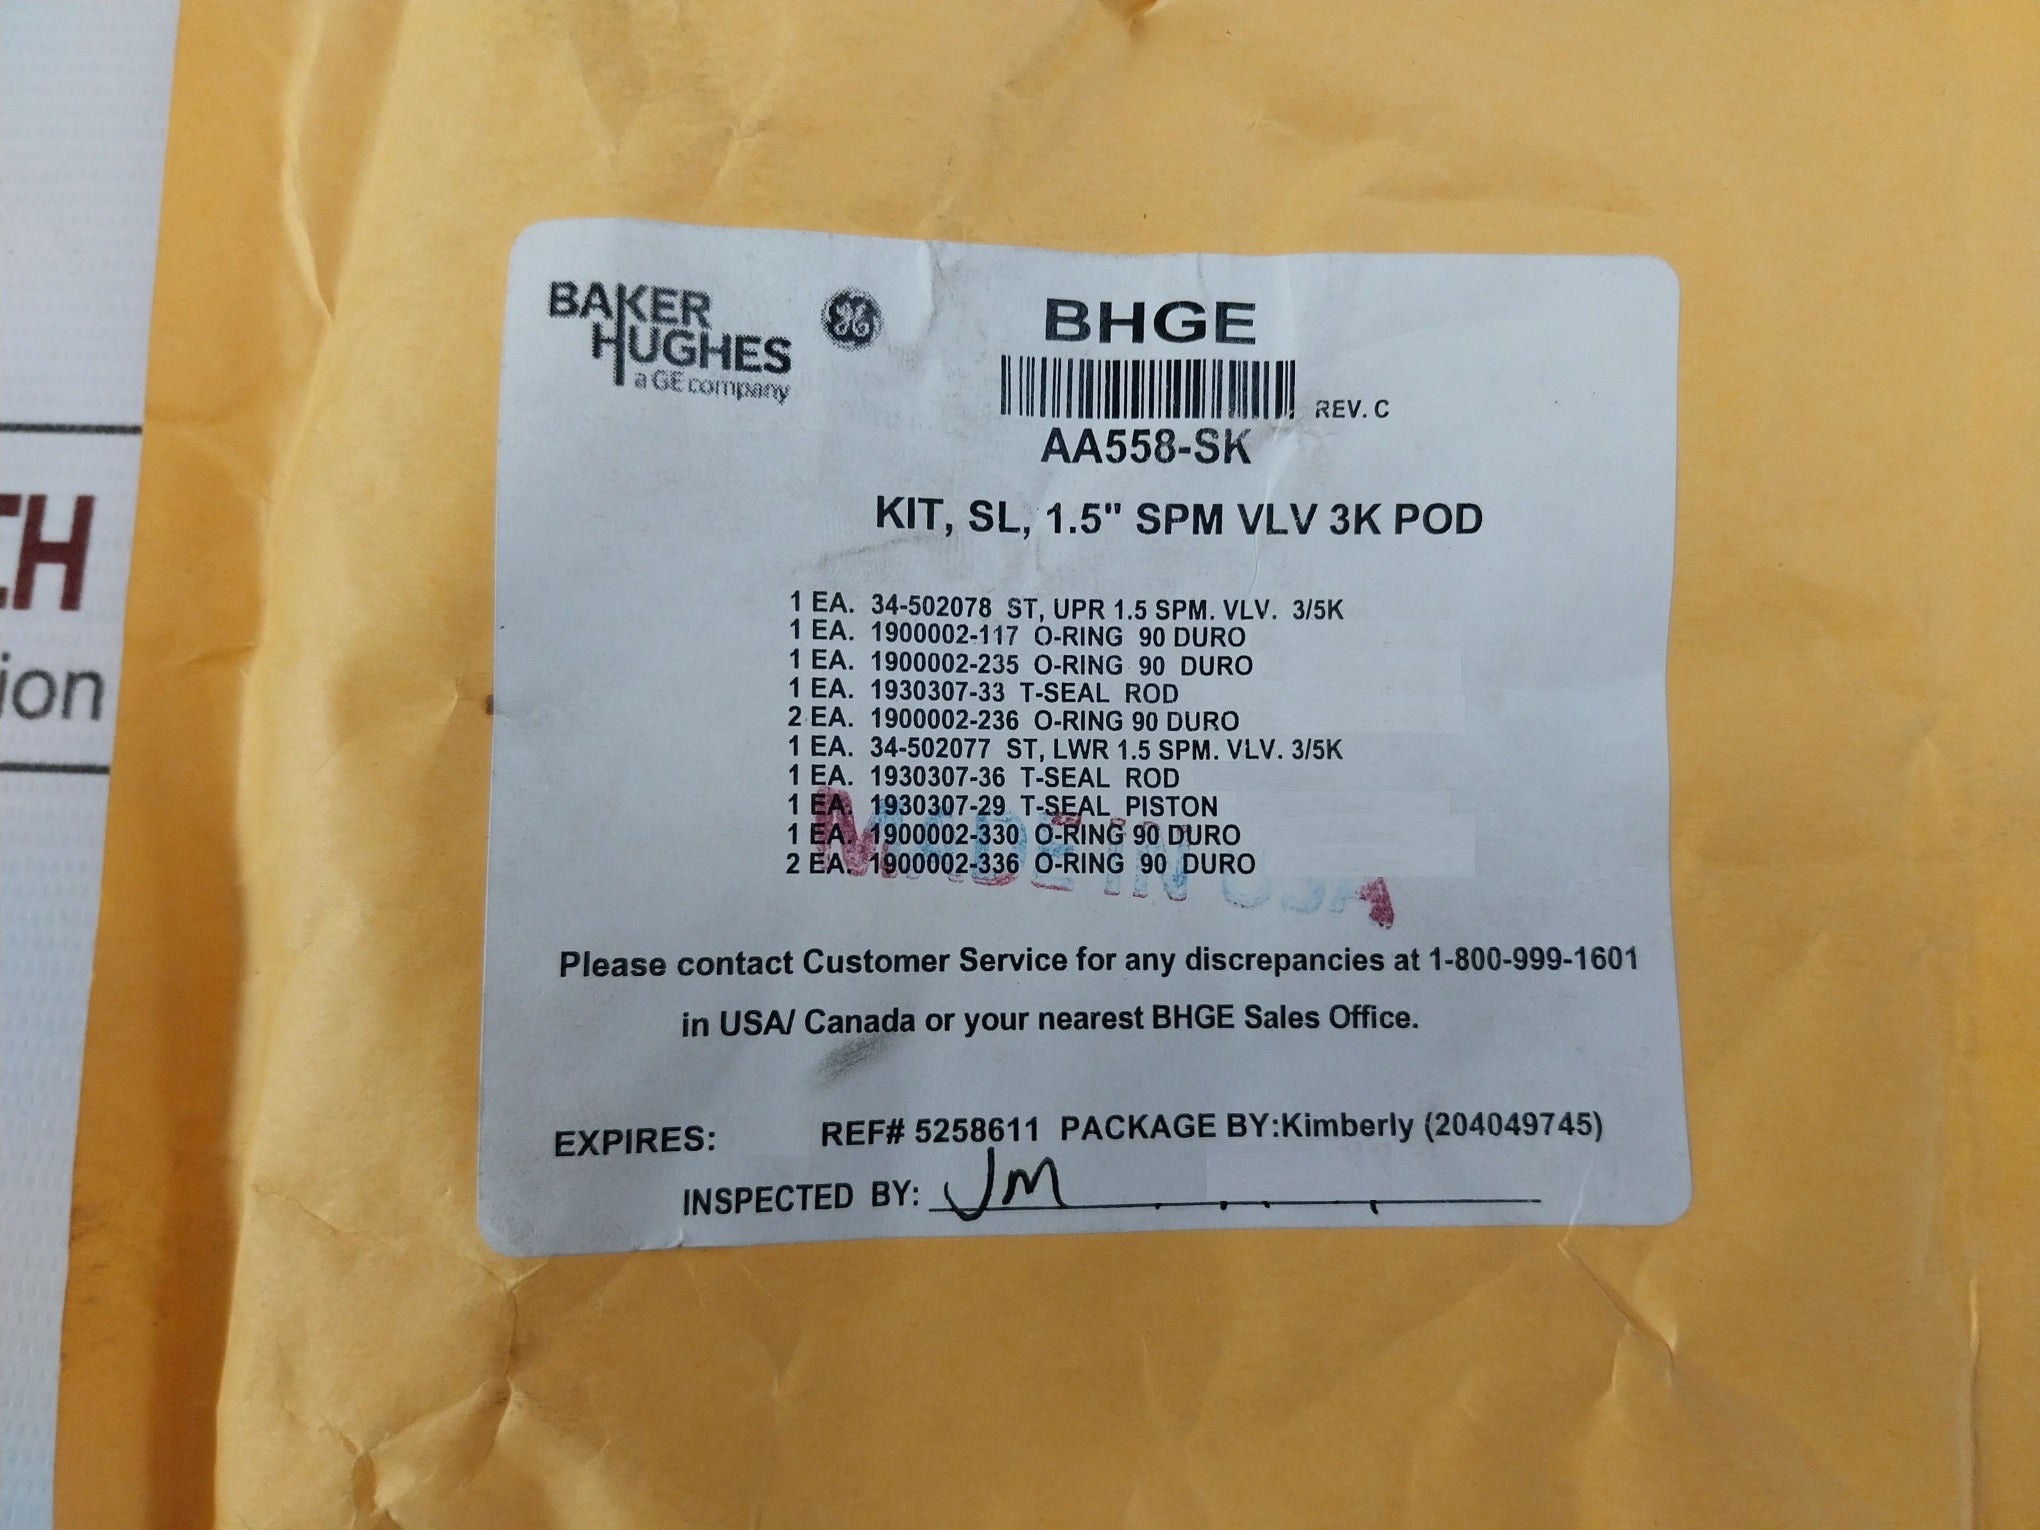 BAKER
HUGHES
a GE company
BHGE
REV. C
AA558-SK
KIT, SL, 1.5" SPM VLV 3K POD
1 EA. 34-502078 ST, UPR 1.5 SPM. VLV. 3/5K
1 EA. 1900002-117 O-RING 90 DURO
1 EA. 1900002-235 O-RING 90 DURO
1 EA. 1930307-33 T-SEAL ROD
2 EA. 1900002-236 O-RING 90 DURO
1 EA. 34-502077 ST, LWR 1.5 SPM. VLV. 3/5K
1 EA. 1930307-36 T-SEAL ROD
1 EA. 1930307-29 T-SEAL PISTON
1 EA. 1900002-330 O-RING 90 DURO
2 EA. 1900002-336 O-RING 90 DURO
MADE IN USA
Please contact Customer Service for any discrepancies at 1-800-999-1601
in USA/ Canada or your nearest BHGE Sales Office.
EXPIRES: REF# 5258611 PACKAGE BY:Kimberly (204049745)
INSPECTED BY: JM